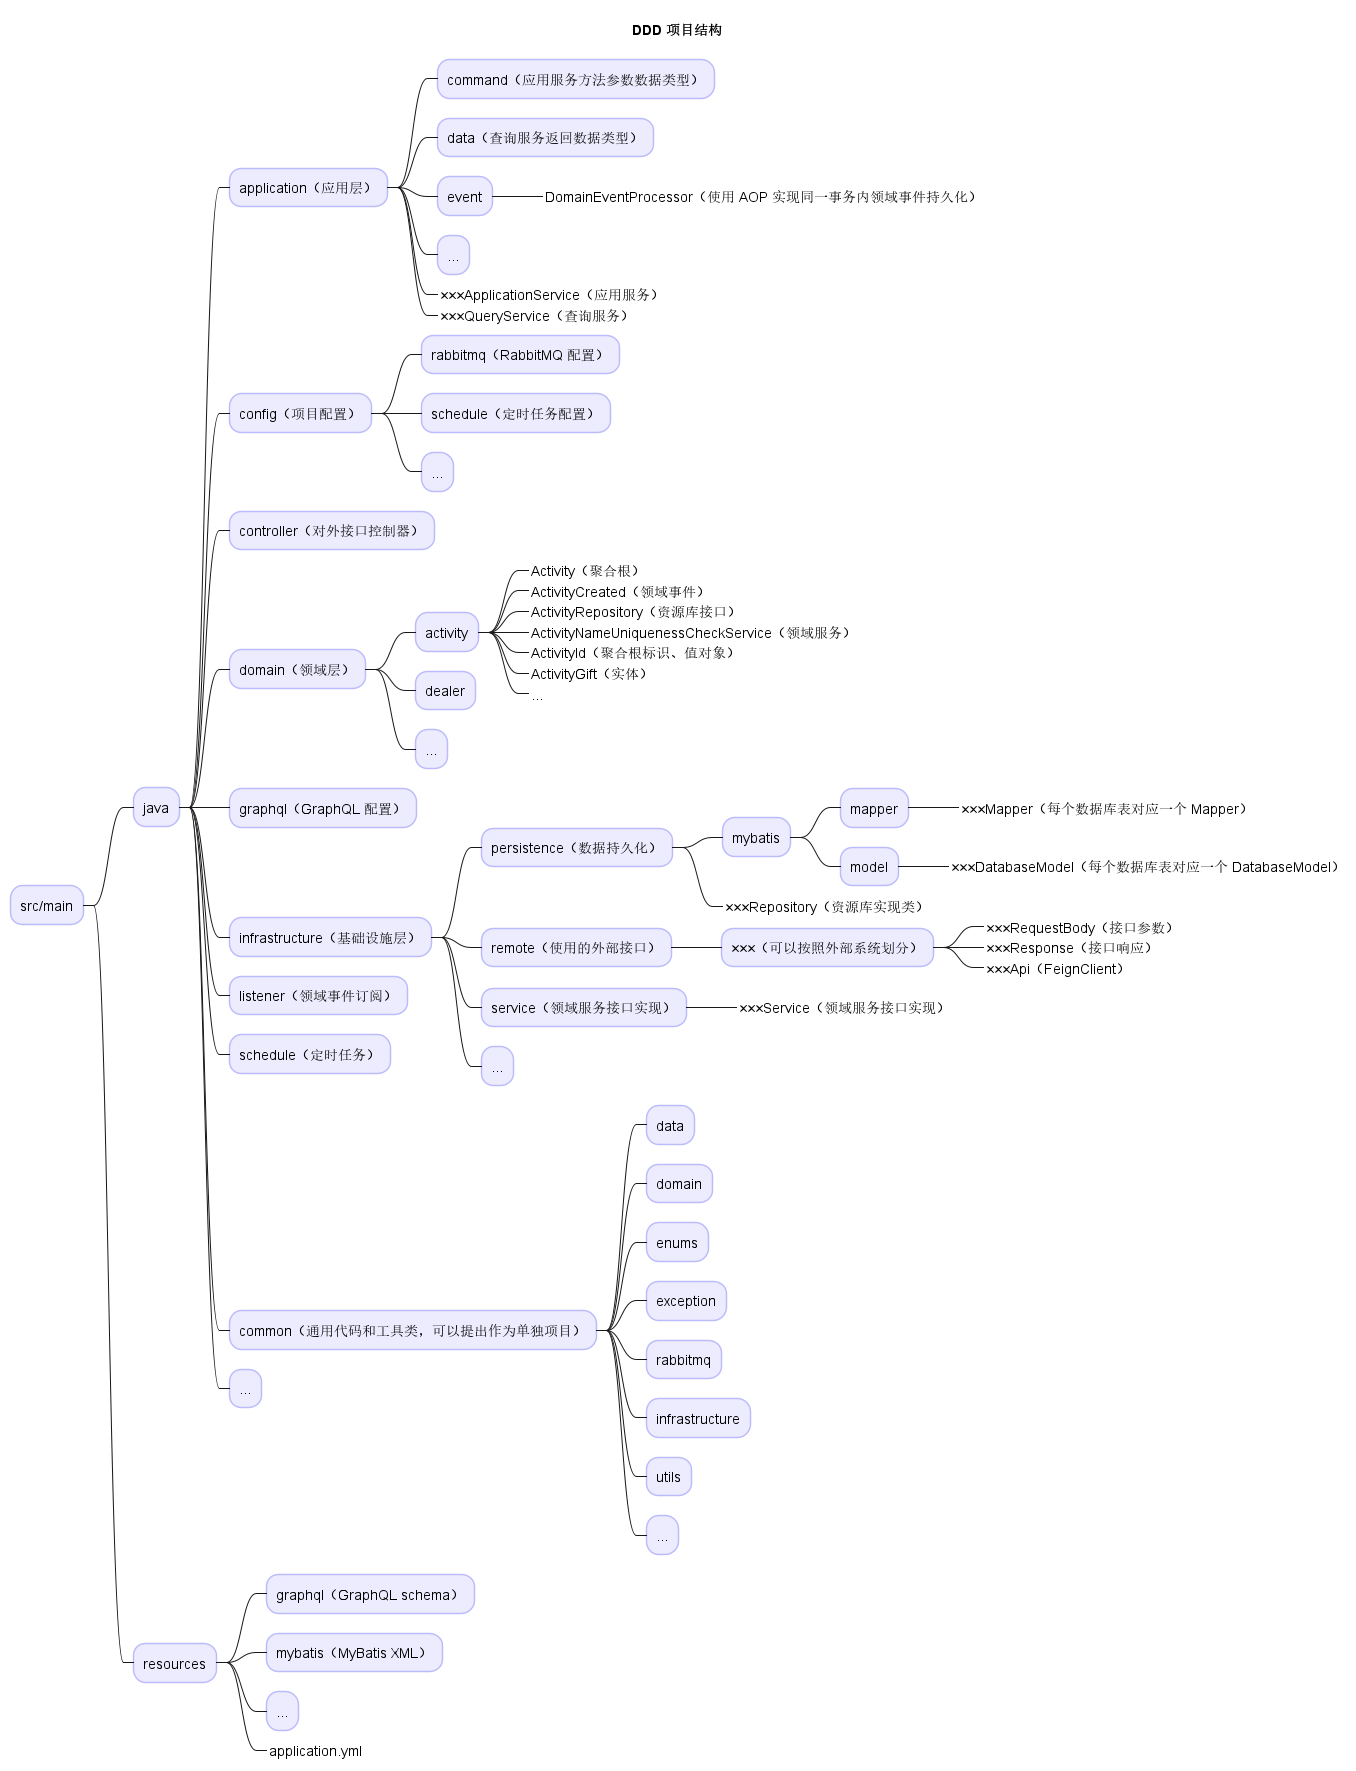 DDD 项目结构
src/main
java
application（应用层）
command（应用服务方法参数数据类型）
data（查询服务返回数据类型）
event
DomainEventProcessor（使用 AOP 实现同一事务内领域事件持久化）
...
×××ApplicationService（应用服务）
×××QueryService（查询服务）
config（项目配置）
rabbitmq（RabbitMQ 配置）
schedule（定时任务配置）
...
controller（对外接口控制器）
domain（领域层）
activity
Activity（聚合根）
ActivityCreated（领域事件）
ActivityRepository（资源库接口）
ActivityNameUniquenessCheckService（领域服务）
ActivityId（聚合根标识、值对象）
ActivityGift（实体）
...
dealer
...
graphql（GraphQL 配置）
infrastructure（基础设施层）
persistence（数据持久化）
mybatis
mapper
×××Mapper（每个数据库表对应一个 Mapper）
model
×××DatabaseModel（每个数据库表对应一个 DatabaseModel）
×××Repository（资源库实现类）
remote（使用的外部接口）
×××（可以按照外部系统划分）
×××RequestBody（接口参数）
×××Response（接口响应）
×××Api（FeignClient）
service（领域服务接口实现）
×××Service（领域服务接口实现）
...
listener（领域事件订阅）
schedule（定时任务）
common（通用代码和工具类，可以提出作为单独项目）
data
domain
enums
exception
rabbitmq
infrastructure
utils
...
...
resources
graphql（GraphQL schema）
mybatis（MyBatis XML）
...
application.yml